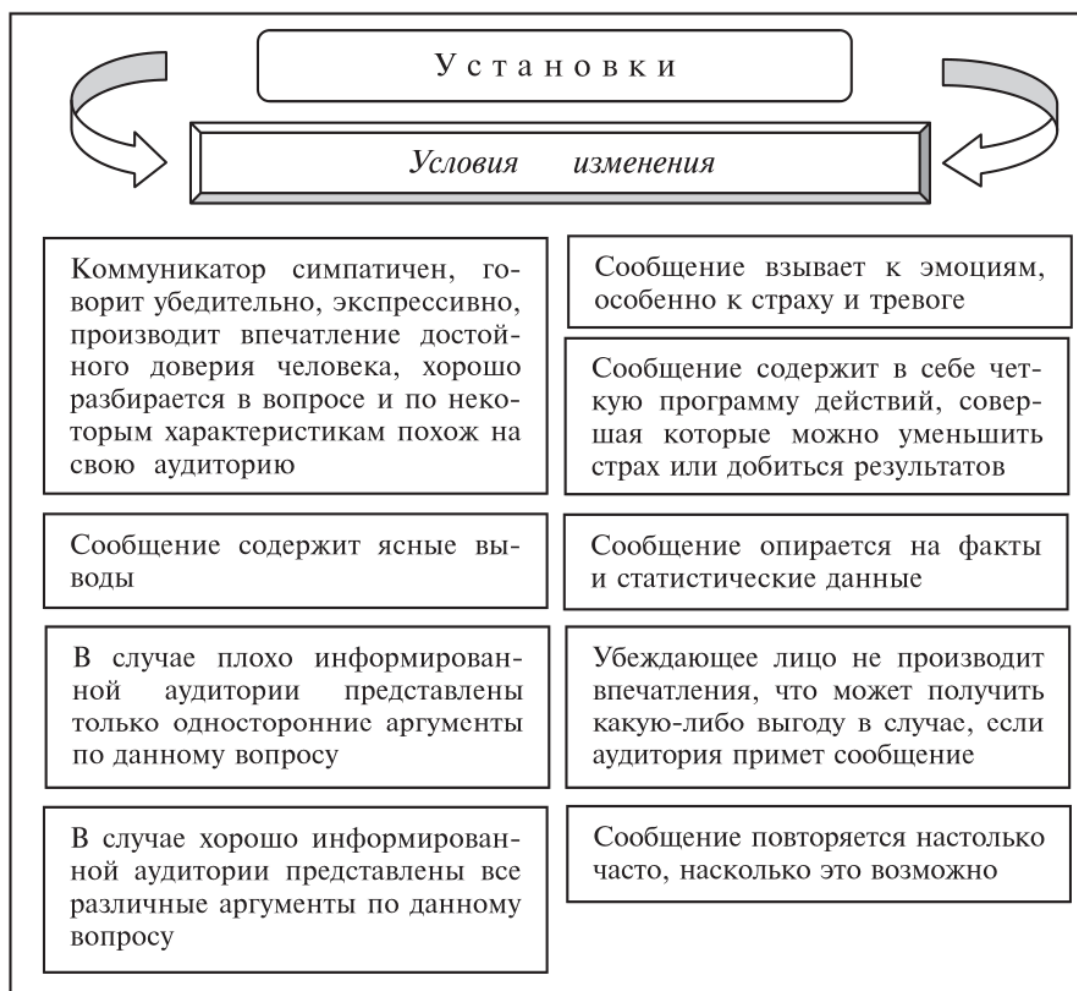 Установки
Условия изменения
Коммуникатор симпатичен, го-
ворит убедительно, экспрессивно,
производит впечатление достой-
ного доверия человека, хорошо
разбирается в вопросе и по неко-
торым характеристикам похож на
свою аудиторию
Сообщение содержит ясные вы-
воды
В случае плохо информирован-
ной аудитории представлены
только односторонние аргументы
по данному вопросу
В случае хорошо информирован-
ной аудитории представлены все
различные аргументы по данному
вопросу
Сообщение взывает к эмоциям,
особенно к страху и тревоге
Сообщение содержит в себе чет-
кую программу действий, совер-
шая которые можно уменьшить
страх или добиться результатов
Сообщение опирается на факты
и статистические данные
Убеждающее лицо не производит
впечатления, что может получить
какую-либо выгоду в случае, если
аудитория примет сообщение
Сообщение повторяется настолько
часто, насколько это возможно